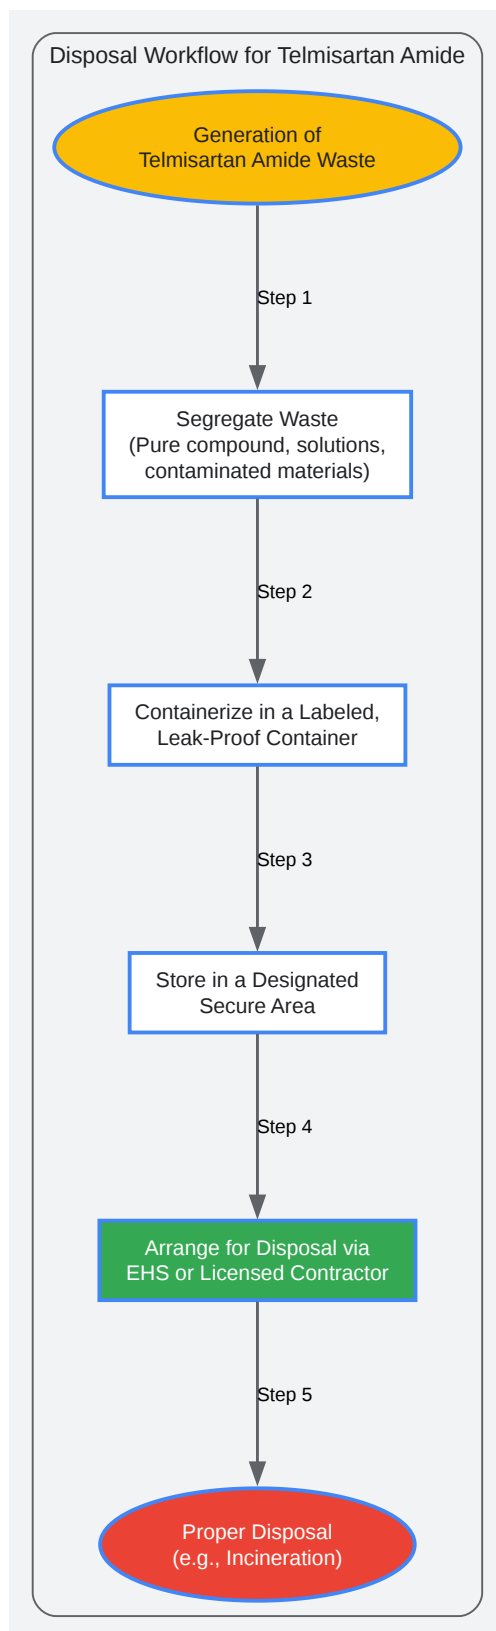 Disposal Workflow for Telmisartan Amide
Generation of
Telmisartan Amide Waste
Step 1
Segregate Waste
(Pure compound, solutions,
contaminated materials)
Step 2
Containerize in a Labeled,
Leak-Proof Container
Step 3
Store in a Designated
Secure Area
Step 4
Arrange for Disposal via
EHS or Licensed Contractor
Step 5
Proper Disposal
(e.g., Incineration)